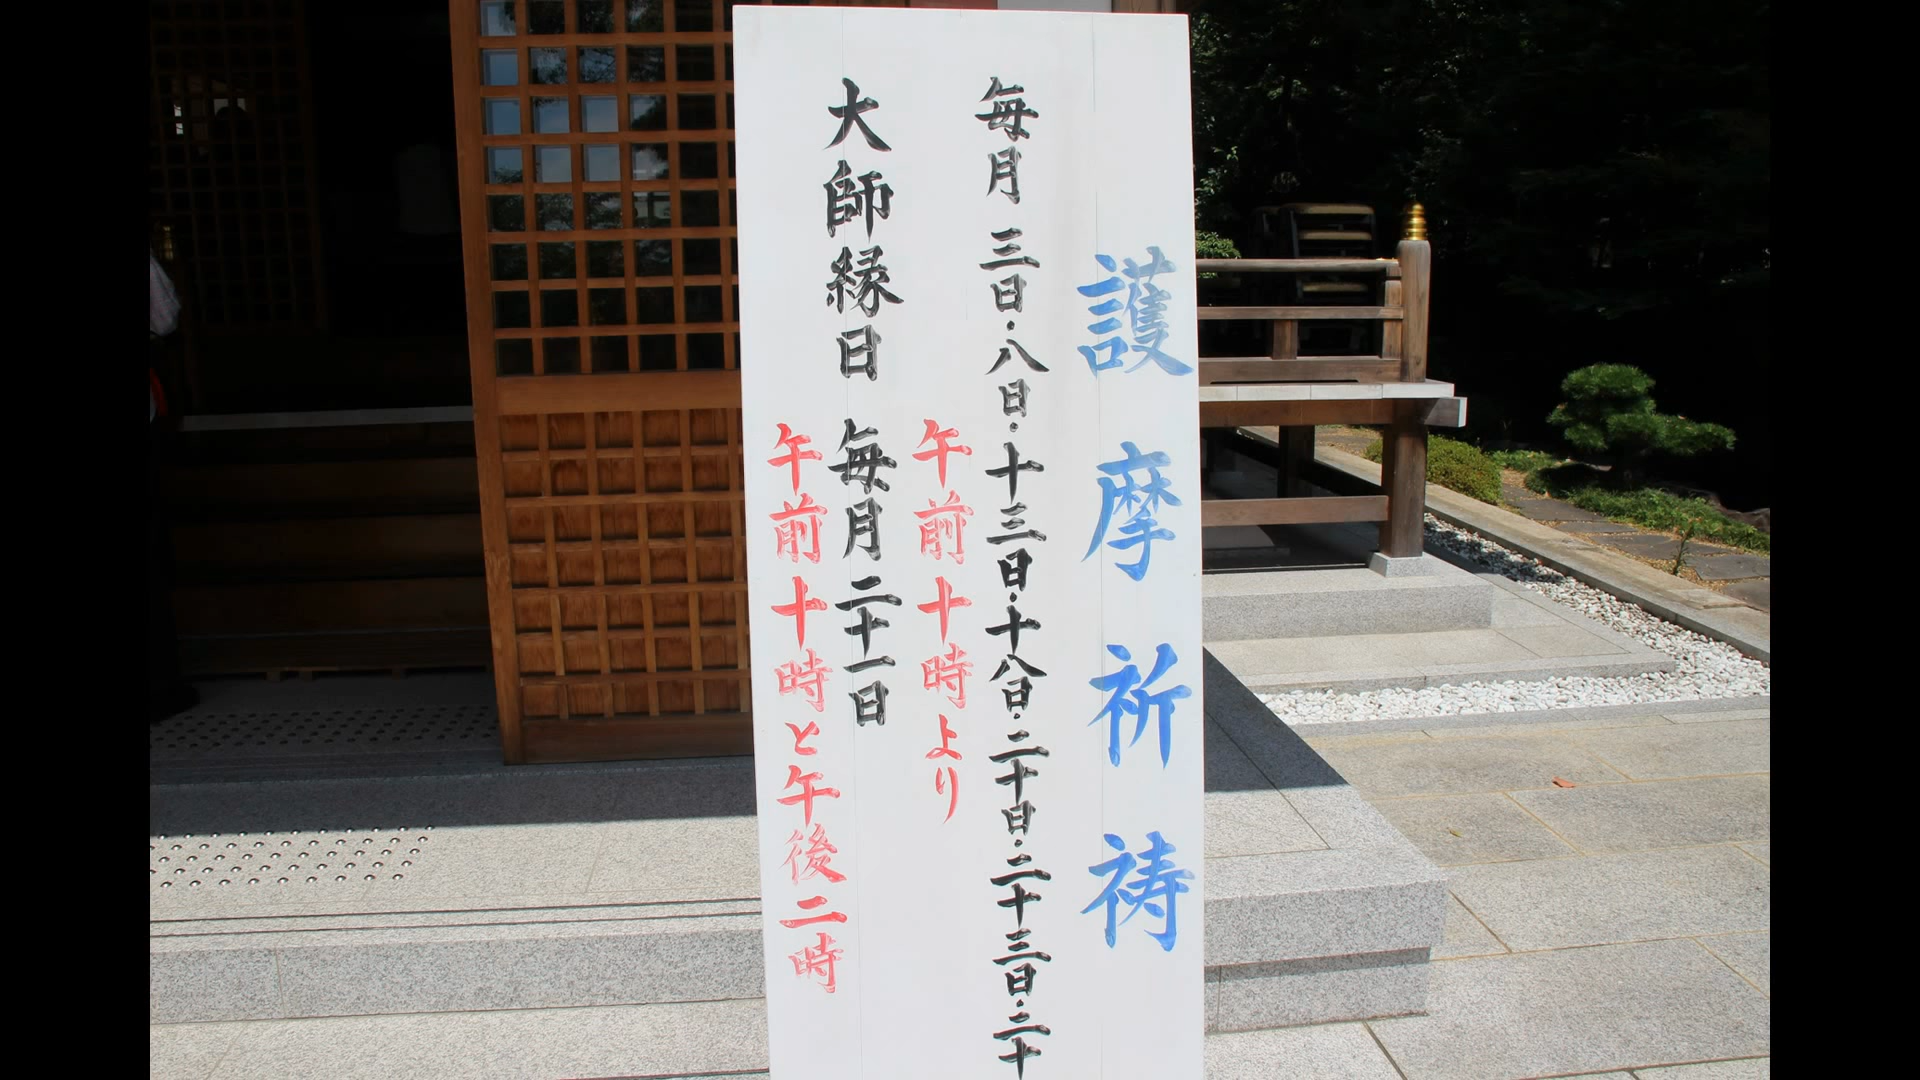 護摩祈祷
毎月 三日・八日・十三日・十八日・二十日・二十三日・二十
午前十時より
大師縁日 毎月二十一日
午前十時と午後二時